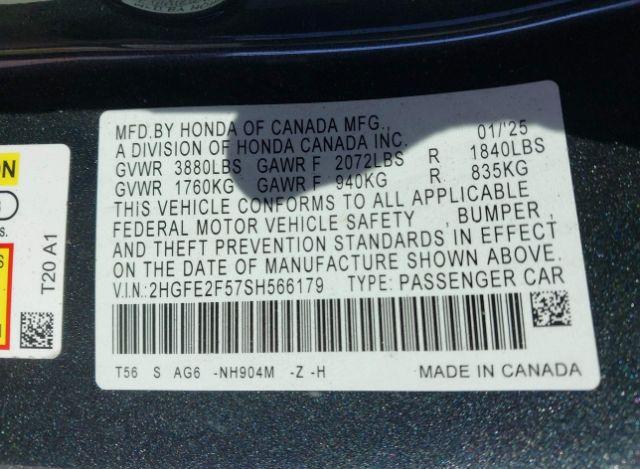 MFD.BY HONDA OF CANADA MFG., 01/'25
A DIVISION OF HONDA CANADA INC.
GVWR 3880LBS GAWR F 2072LBS R 1840LBS
GVWR 1760KG GAWR F 940KG R 835KG
THIS VEHICLE CONFORMS TO ALL APPLICABLE
FEDERAL MOTOR VEHICLE SAFETY , BUMPER ,
AND THEFT PREVENTION STANDARDS IN EFFECT
ON THE DATE OF MANUFACTURE SHOWN ABOVE.
V.I.N.:2HGFE2F57SH566179 TYPE: PASSENGER CAR
T56 S AG6 -NH904M -Z -H MADE IN CANADA
T20 A1